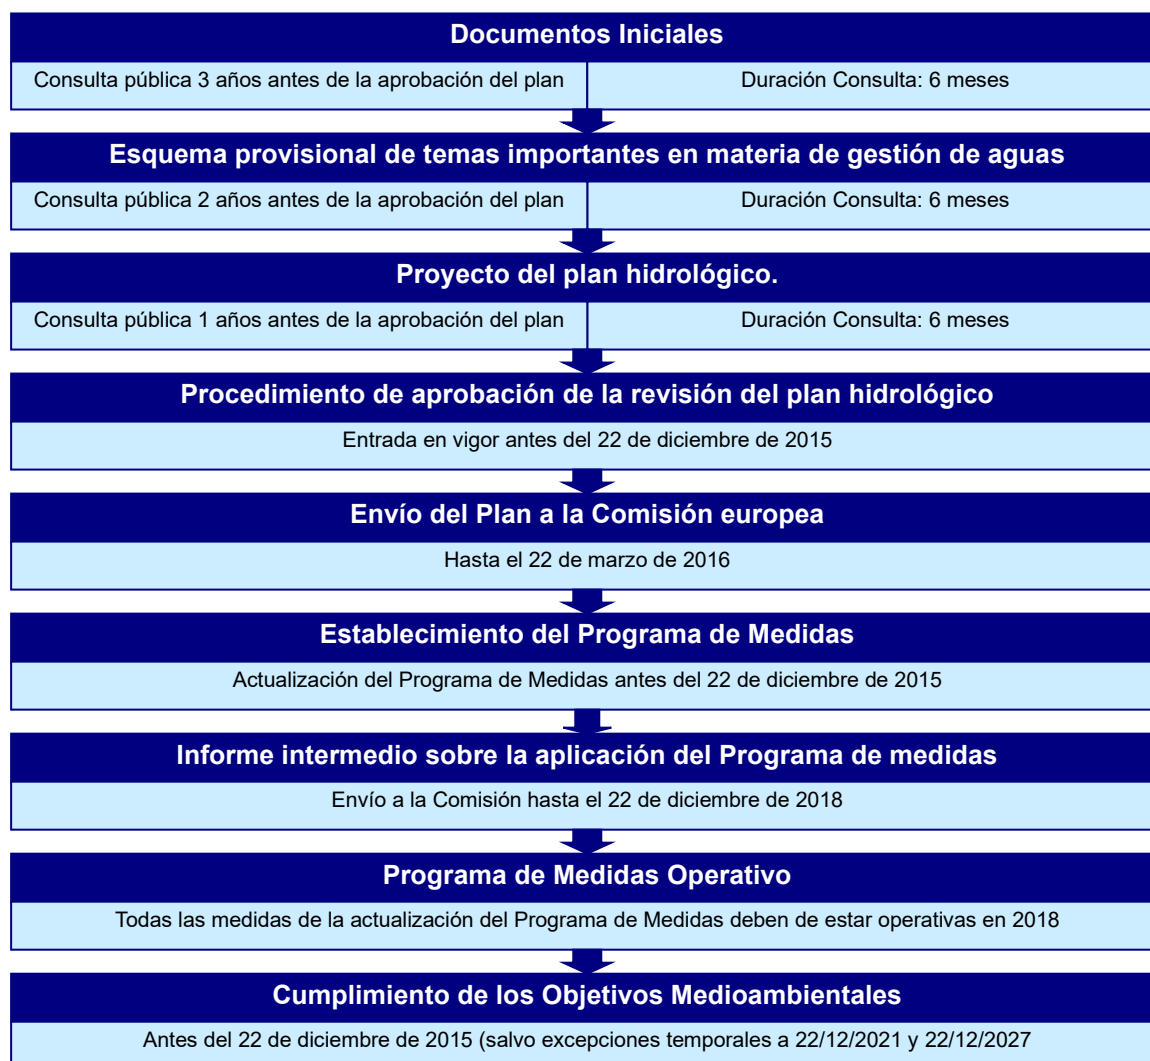 Documentos Iniciales
Consulta pública 3 años antes de la aprobación del plan
Duración Consulta: 6 meses
Esquema provisional de temas importantes en materia de gestión de aguas
Consulta pública 2 años antes de la aprobación del plan
Duración Consulta: 6 meses
Proyecto del plan hidrológico.
Consulta pública 1 años antes de la aprobación del plan
Duración Consulta: 6 meses
Procedimiento de aprobación de la revisión del plan hidrológico
Entrada en vigor antes del 22 de diciembre de 2015
Envío del Plan a la Comisión europea
Hasta el 22 de marzo de 2016
Establecimiento del Programa de Medidas
Actualización del Programa de Medidas antes del 22 de diciembre de 2015
Informe intermedio sobre la aplicación del Programa de medidas
Envío a la Comisión hasta el 22 de diciembre de 2018
Programa de Medidas Operativo
Todas las medidas de la actualización del Programa de Medidas deben de estar operativas en 2018
Cumplimiento de los Objetivos Medioambientales
Antes del 22 de diciembre de 2015 (salvo excepciones temporales a 22/12/2021 y 22/12/2027